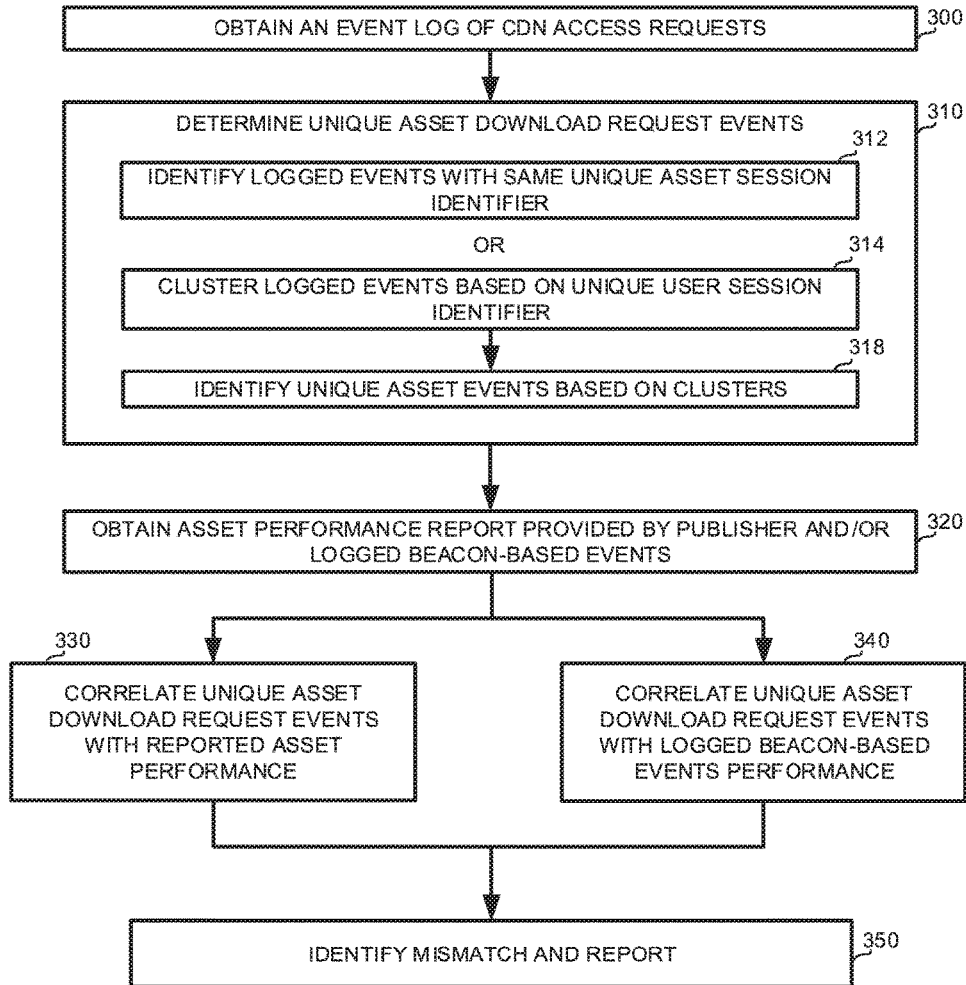 OBTAIN AN EVENT LOG OF CDN ACCESS REQUESTS
300
DETERMINE UNIQUE ASSET DOWNLOAD REQUEST EVENTS
310
312
IDENTIFY LOGGED EVENTS WITH SAME UNIQUE ASSET SESSION
IDENTIFIER
OR
314
CLUSTER LOGGED EVENTS BASED ON UNIQUE USER SESSION
IDENTIFIER
318
IDENTIFY UNIQUE ASSET EVENTS BASED ON CLUSTERS
OBTAIN ASSET PERFORMANCE REPORT PROVIDED BY PUBLISHER AND/OR
LOGGED BEACON-BASED EVENTS
320
330
CORRELATE UNIQUE ASSET
DOWNLOAD REQUEST EVENTS
WITH REPORTED ASSET
PERFORMANCE
340
CORRELATE UNIQUE ASSET
DOWNLOAD REQUEST EVENTS
WITH LOGGED BEACON-BASED
EVENTS PERFORMANCE
IDENTIFY MISMATCH AND REPORT
350